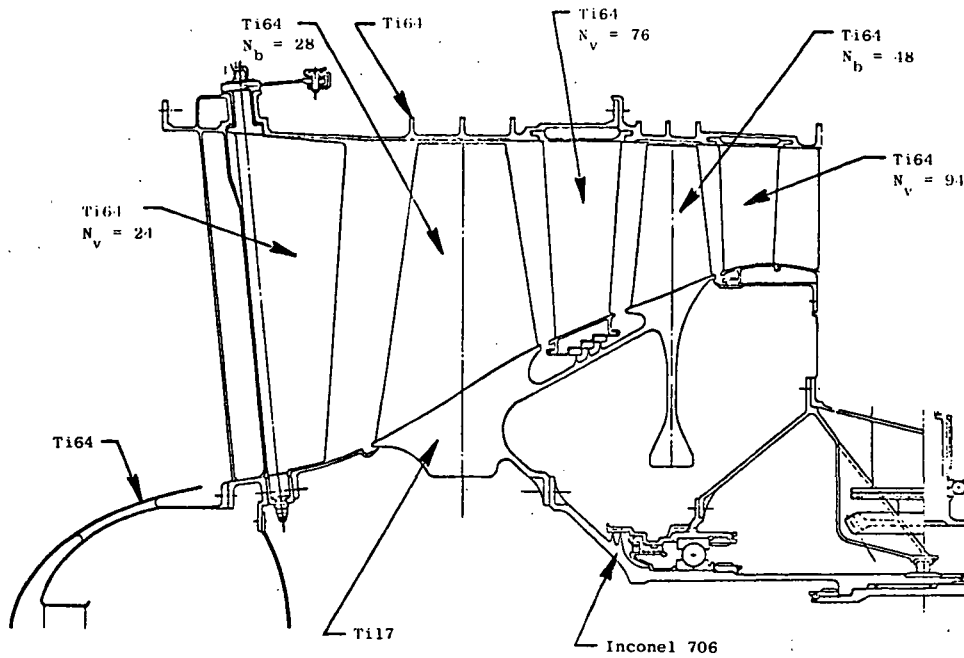 Ti64
N_b = 28
Ti64
Ti64
N_v = 76
Ti64
N_b = 48
Ti64
N_v = 94
Ti64
N_v = 24
Ti64
Ti17
Inconel 706